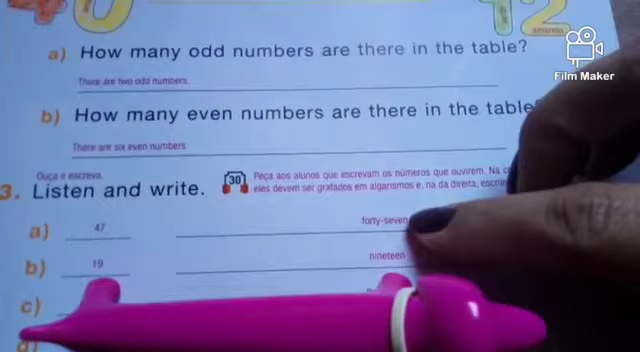 amarelo
Film Maker
a) How many odd numbers are there in the table?
There are two odd numbers.
b) How many even numbers are there in the table
There are six even numbers.
Ouça e escreva.
3. Listen and write.
30
Peça aos alunos que escrevam os números que ouvirem. Na
eles devem ser grafados em algarismos e, na da direita,
a) 47 forty-seven
b) 19 nineteen
c)